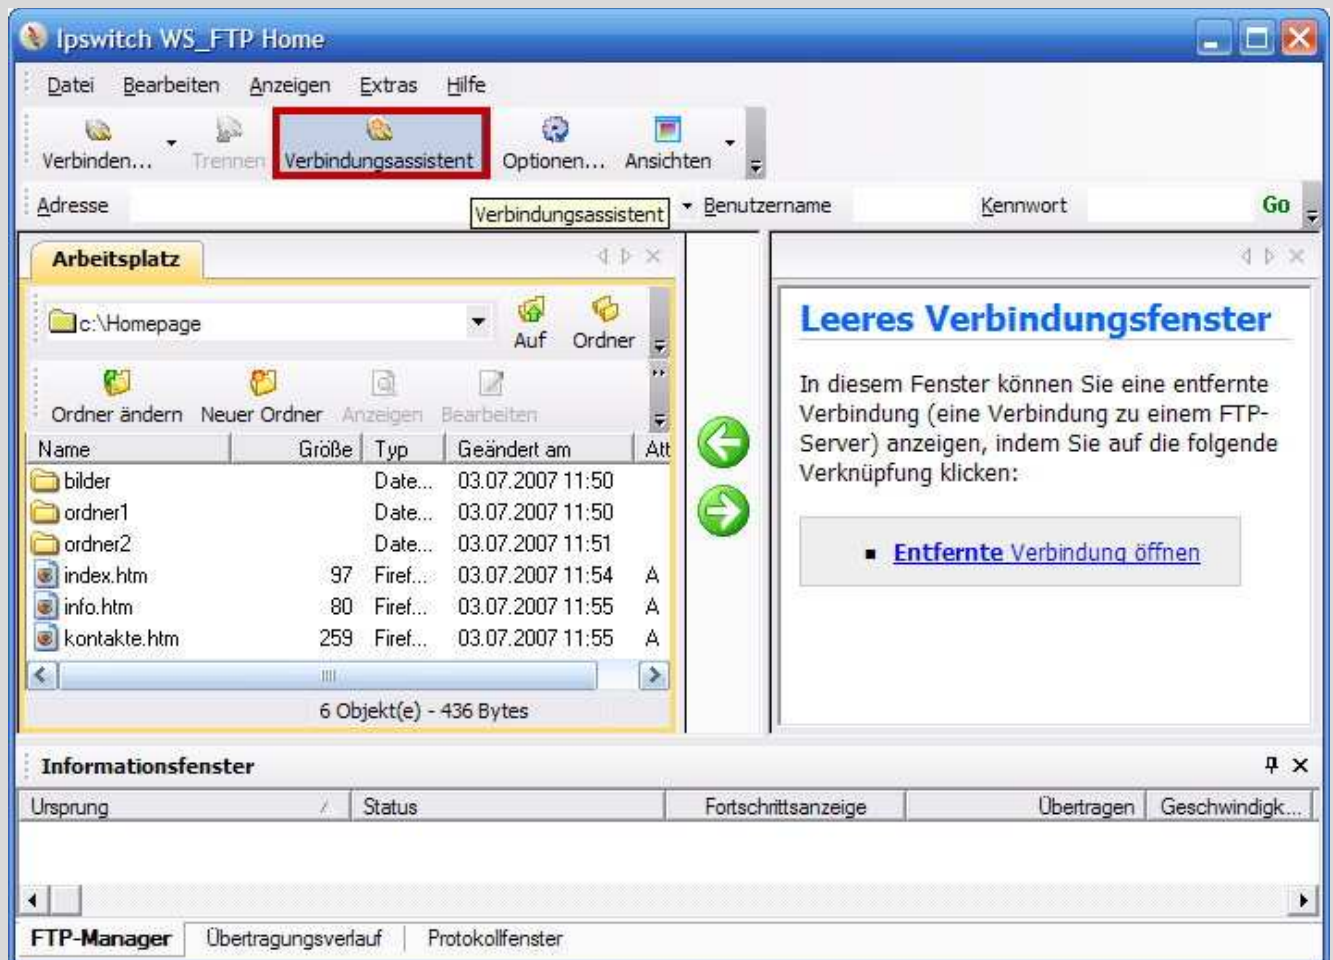 Ipswitch WS_FTP Home
Datei Bearbeiten Anzeigen Extras Hilfe
Verbinden... Trennen Verbindungsassistent Optionen... Ansichten
Adresse Verbindungsassistent Benutzername Kennwort Go
Arbeitsplatz
c:\Homepage Auf Ordner
Ordner ändern Neuer Ordner Anzeigen Bearbeiten
Name Größe Typ Geändert am Att
bilder Date... 03.07.2007 11:50
ordner1 Date... 03.07.2007 11:50
ordner2 Date... 03.07.2007 11:51
index.htm 97 Firef... 03.07.2007 11:54 A
info.htm 80 Firef... 03.07.2007 11:55 A
kontakte.htm 259 Firef... 03.07.2007 11:55 A
6 Objekt(e) - 436 Bytes
Leeres Verbindungsfenster
In diesem Fenster können Sie eine entfernte
Verbindung (eine Verbindung zu einem FTP-
Server) anzeigen, indem Sie auf die folgende
Verknüpfung klicken:
Entfernte Verbindung öffnen
Informationsfenster
Ursprung Status Fortschrittsanzeige Übertragen Geschwindigk...
FTP-Manager Übertragungsverlauf Protokollfenster